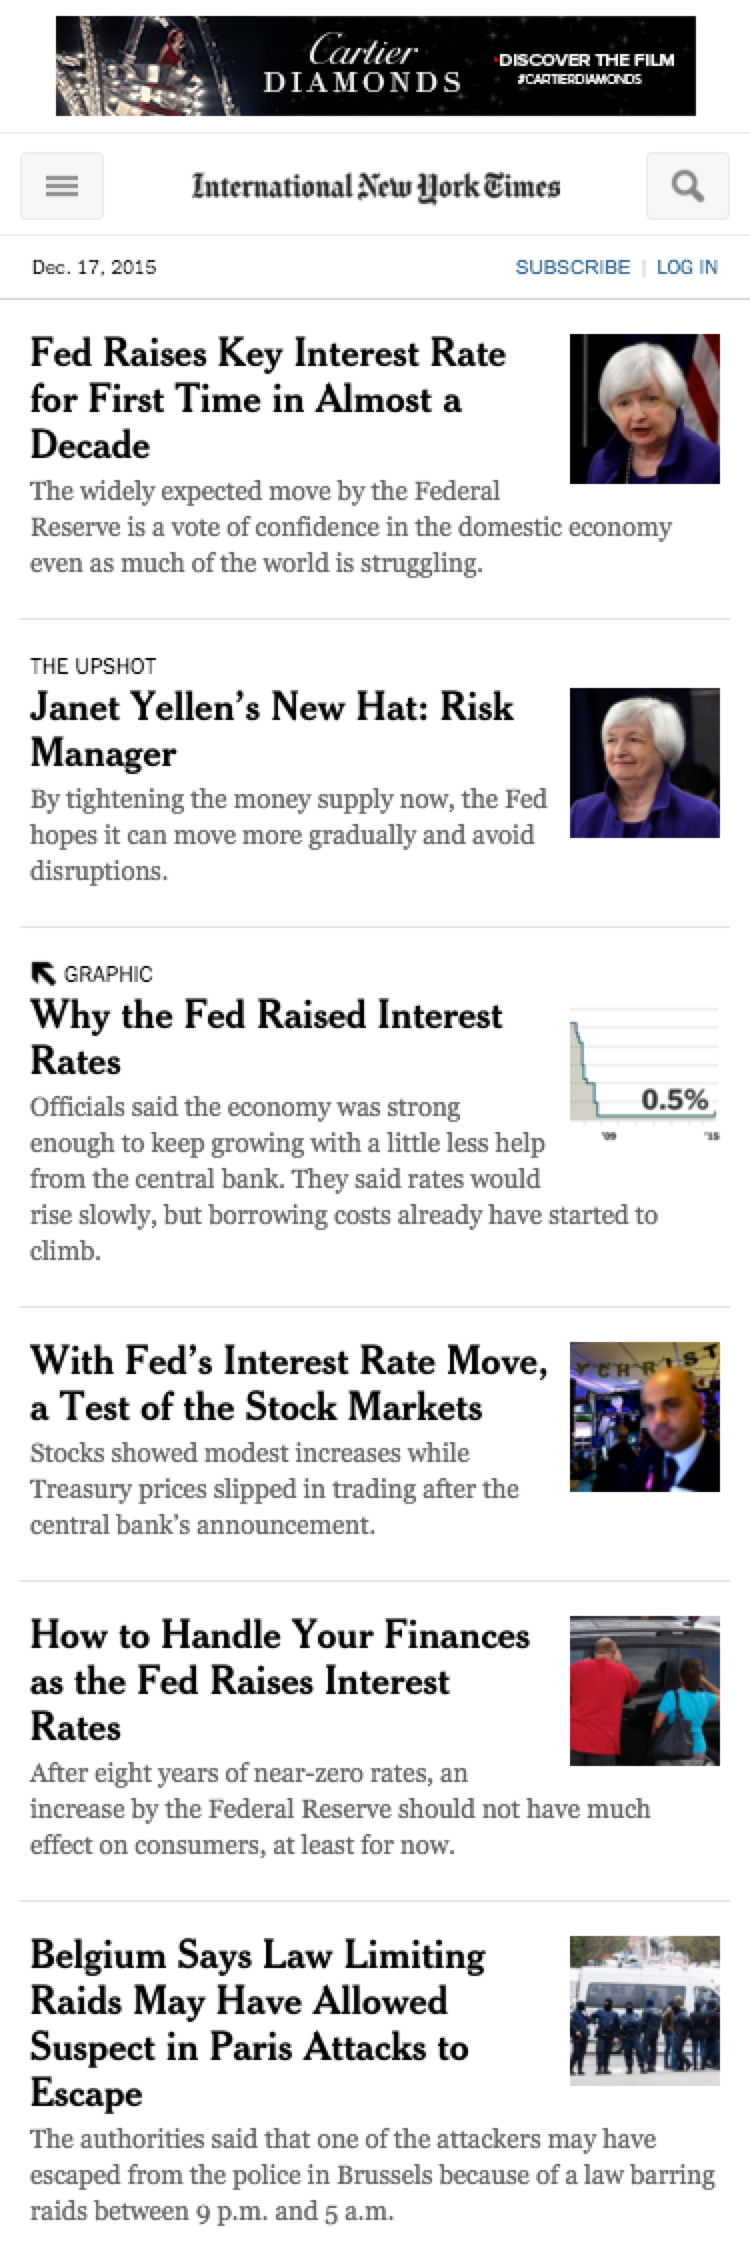 Cartier
DIAMONDS
DISCOVER THE FILM
#CARTIERDIAMONDS
International New York Times
Dec. 17, 2015
SUBSCRIBE | LOG IN
Fed Raises Key Interest Rate
for First Time in Almost a
Decade
The widely expected move by the Federal
Reserve is a vote of confidence in the domestic economy
even as much of the world is struggling.
THE UPSHOT
Janet Yellen’s New Hat: Risk
Manager
By tightening the money supply now, the Fed
hopes it can move more gradually and avoid
disruptions.
GRAPHIC
Why the Fed Raised Interest
Rates
0.5%
'09 '15
Officials said the economy was strong
enough to keep growing with a little less help
from the central bank. They said rates would
rise slowly, but borrowing costs already have started to
climb.
With Fed’s Interest Rate Move,
a Test of the Stock Markets
YCHRIST
Stocks showed modest increases while
Treasury prices slipped in trading after the
central bank’s announcement.
How to Handle Your Finances
as the Fed Raises Interest
Rates
After eight years of near-zero rates, an
increase by the Federal Reserve should not have much
effect on consumers, at least for now.
Belgium Says Law Limiting
Raids May Have Allowed
Suspect in Paris Attacks to
Escape
The authorities said that one of the attackers may have
escaped from the police in Brussels because of a law barring
raids between 9 p.m. and 5 a.m.